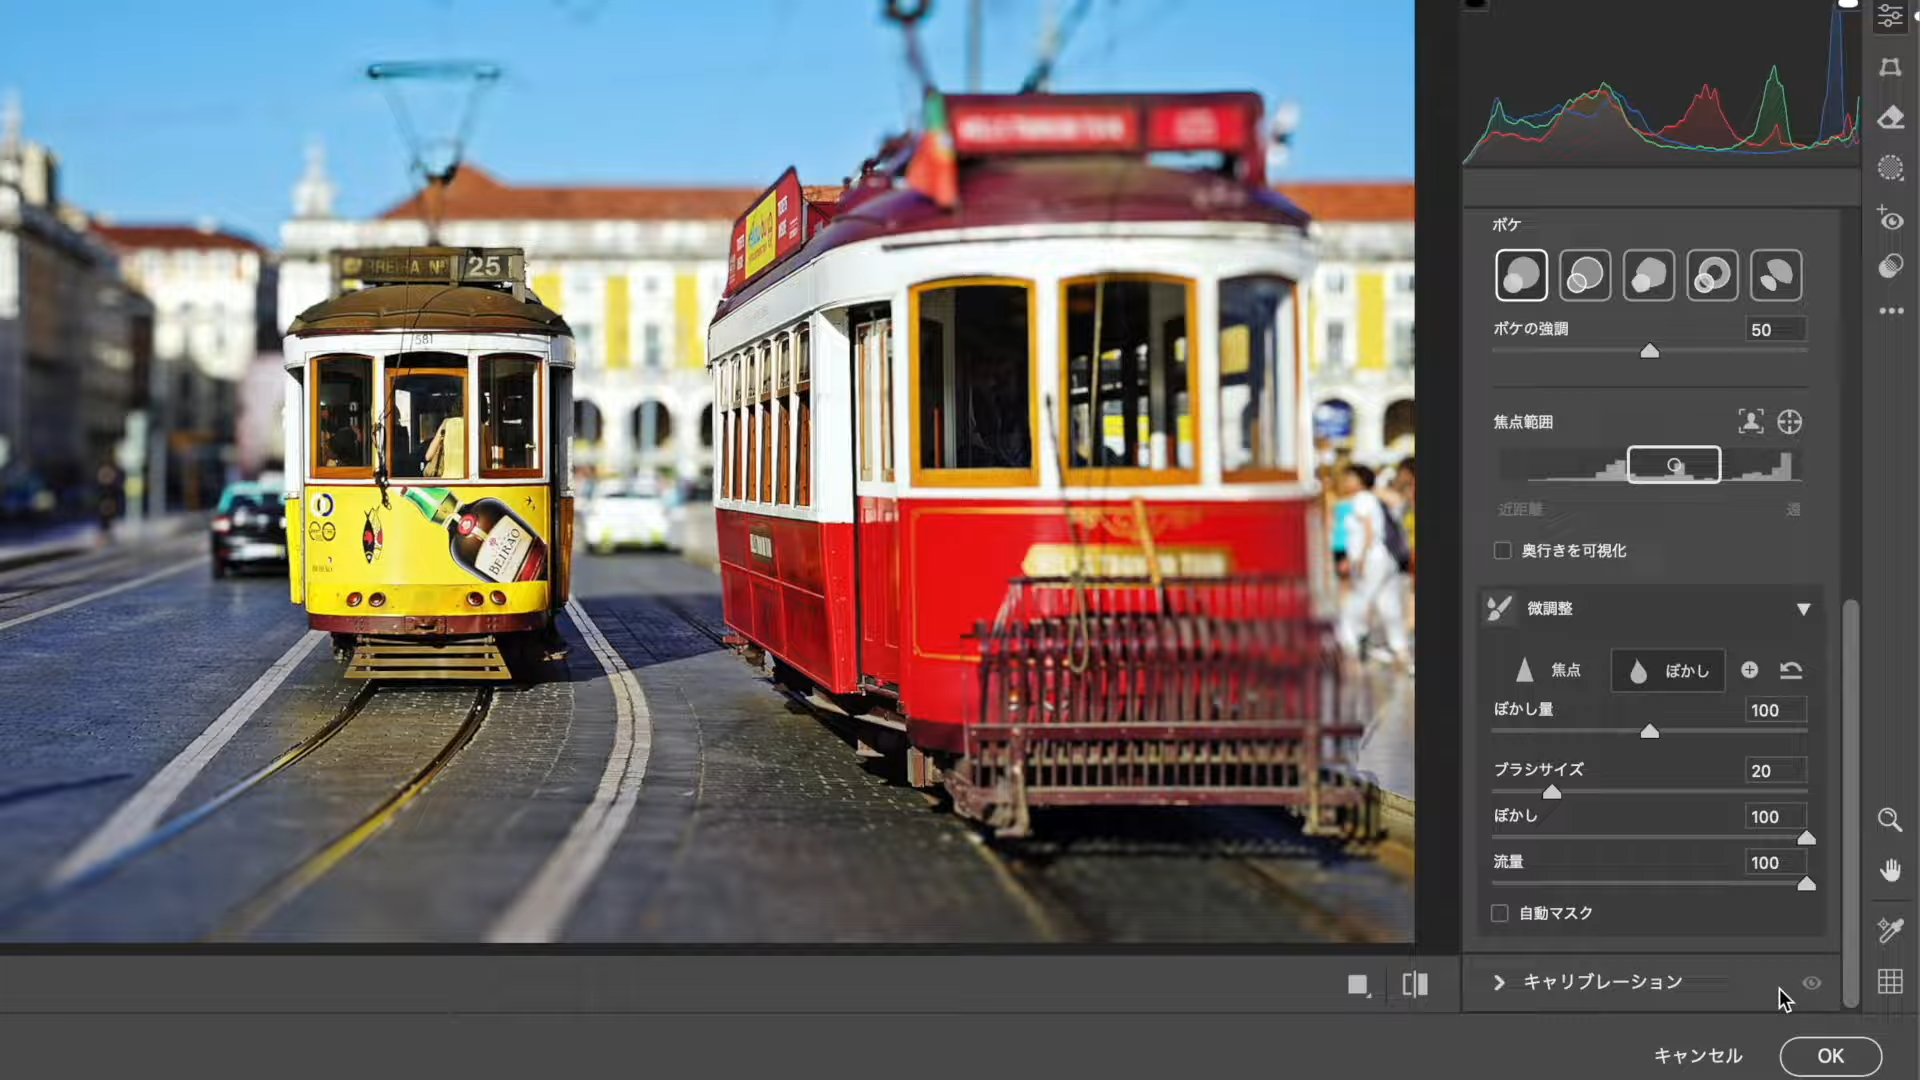 ボケ
ボケの強調 50
焦点範囲
近距離 遠
奥行きを可視化
微調整
焦点 ぼかし
ぼかし量 100
ブラシサイズ 20
ぼかし 100
流量 100
自動マスク
キャリブレーション
キャンセル OK
25
581
BEIRÃO